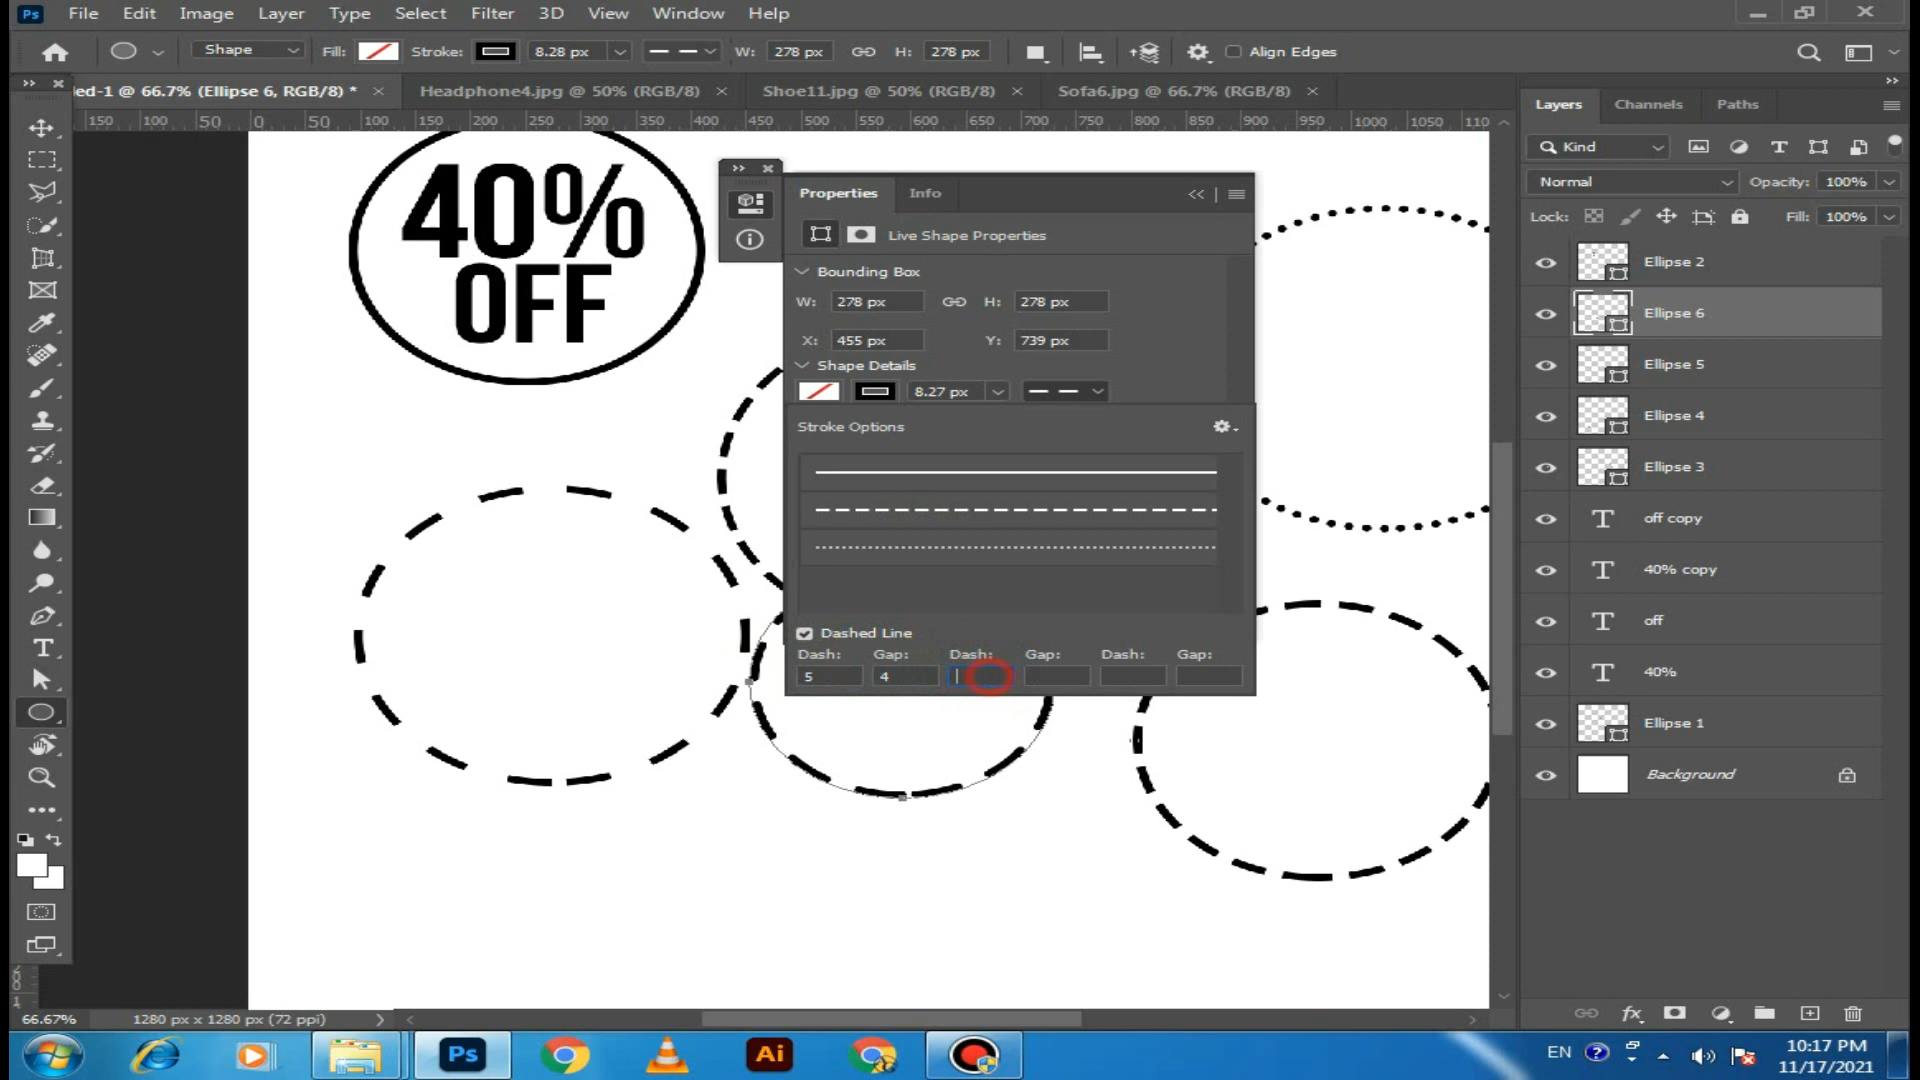 Ps File Edit Image Layer Type Select Filter 3D View Window Help
Shape Fill: Stroke: 8.28 px W: 278 px H: 278 px Align Edges
led-1 @ 66.7% (Ellipse 6, RGB/8) * Headphone4.jpg @ 50% (RGB/8) Shoe11.jpg @ 50% (RGB/8) Sofa6.jpg @ 66.7% (RGB/8)
150 100 50 0 50 100 150 200 250 300 350 400 450 500 550 600 650 700 750 800 850 900 950 1000 1050 110
40%
OFF
Properties Info
Live Shape Properties
Bounding Box
W: 278 px H: 278 px
X: 455 px Y: 739 px
Shape Details
8.27 px
Stroke Options
Dashed Line
Dash: Gap: Dash: Gap: Dash: Gap:
5 4
Layers Channels Paths
Kind
Normal Opacity: 100%
Lock: Fill: 100%
Ellipse 2
Ellipse 6
Ellipse 5
Ellipse 4
Ellipse 3
off copy
40% copy
off
40%
Ellipse 1
Background
66.67% 1280 px x 1280 px (72 ppi)
Ps Ai EN 10:17 PM
11/17/2021